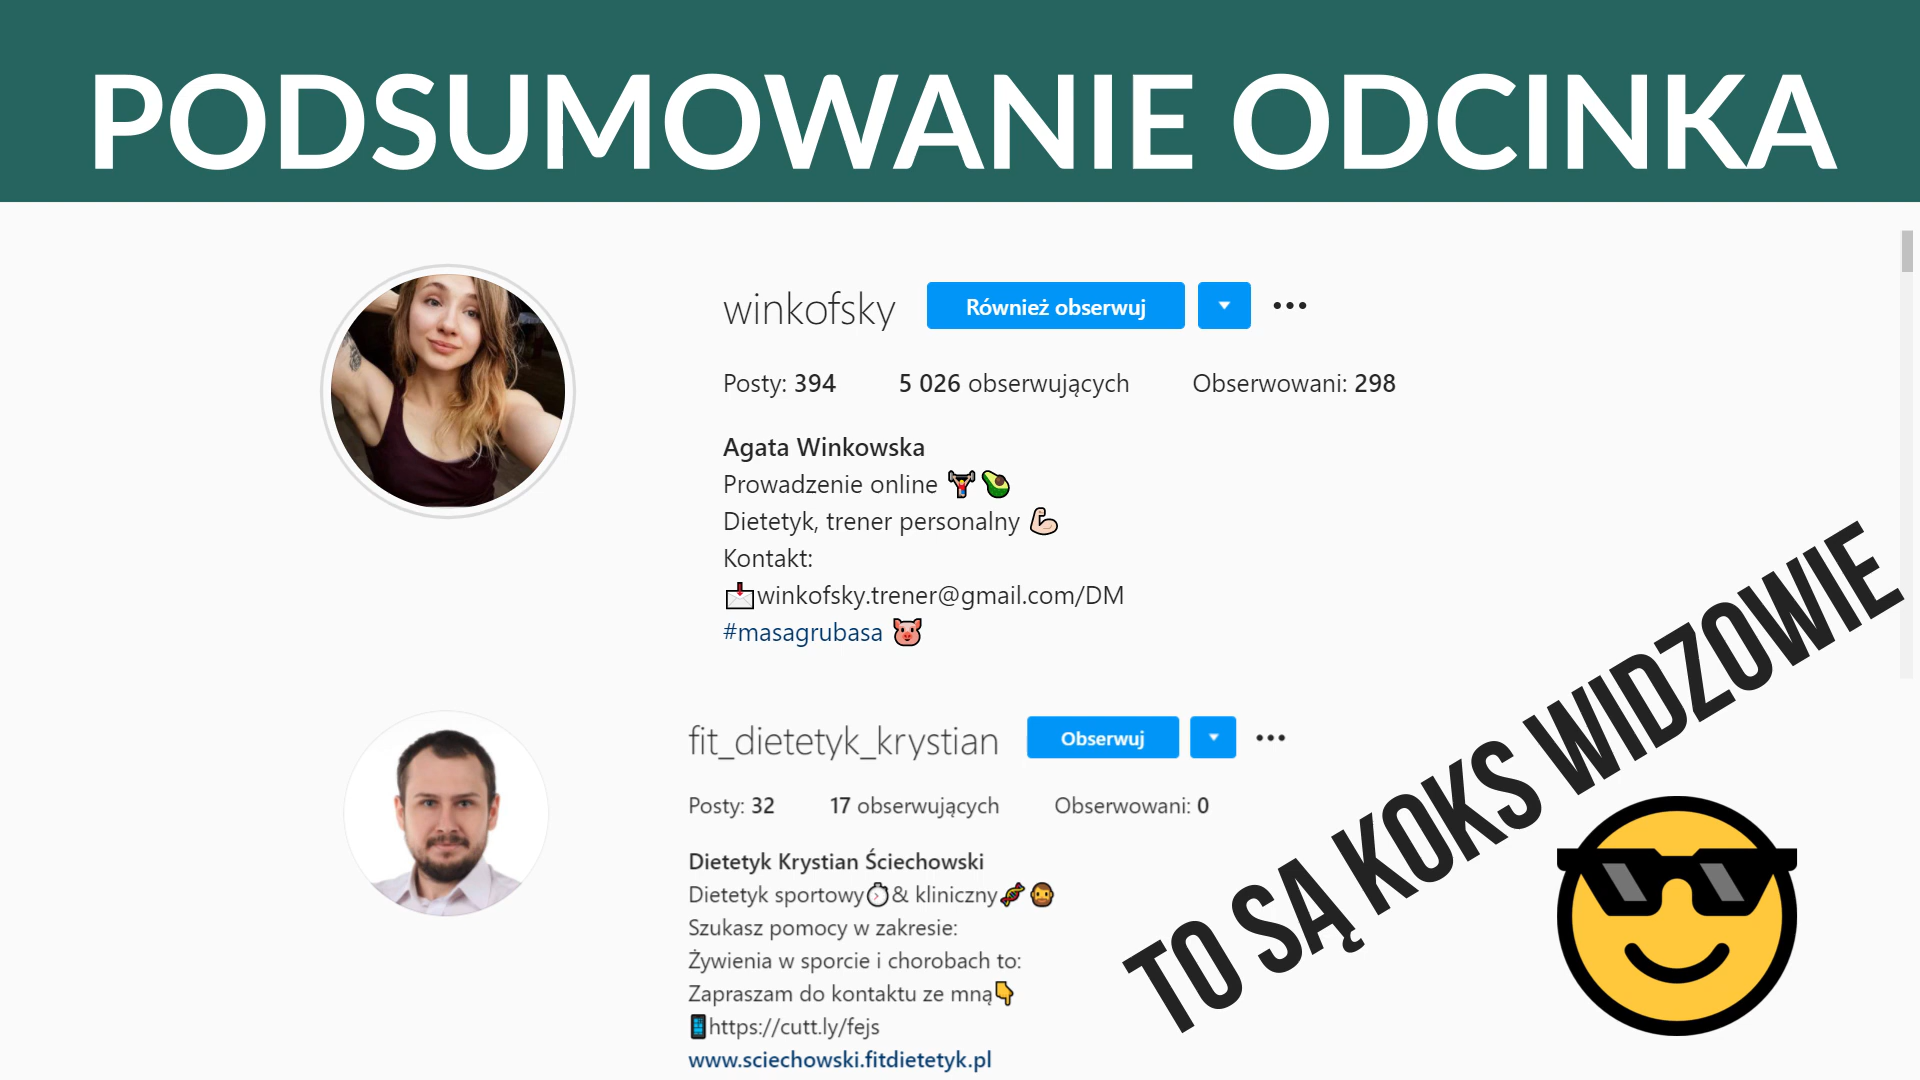 PODSUMOWANIE ODCINKA
winkofsky Również obserwuj
Posty: 394 5 026 obserwujących Obserwowani: 298
Agata Winkowska
Prowadzenie online 🏋️🥑
Dietetyk, trener personalny 💪🏻
Kontakt:
📩winkofsky.trener@gmail.com/DM
#masagrubasa 🐷
fit_dietetyk_krystian Obserwuj
Posty: 32 17 obserwujących Obserwowani: 0
Dietetyk Krystian Ściechowski
Dietetyk sportowy⏱& kliniczny🧬🧔
Szukasz pomocy w zakresie:
Żywienia w sporcie i chorobach to:
Zapraszam do kontaktu ze mną👇
📱https://cutt.ly/fejs
www.sciechowski.fitdietetyk.pl
TO SĄ KOKS WIDZOWIE